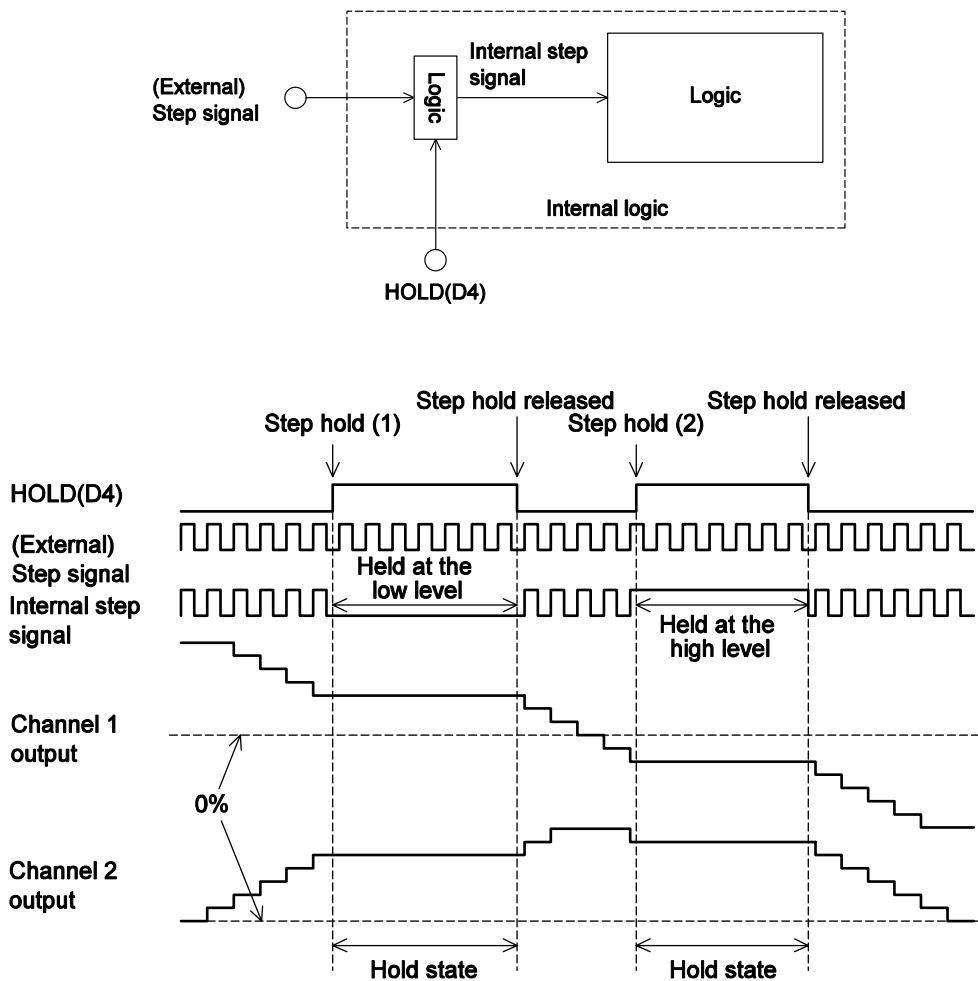 (External)
Step signal
Logic
Internal step
signal
Logic
Internal logic
HOLD(D4)
Step hold (1)
Step hold released
Step hold (2)
Step hold released
HOLD(D4)
(External)
Step signal
Held at the
low level
Internal step
signal
Held at the
high level
Channel 1
output
0%
Channel 2
output
Hold state
Hold state